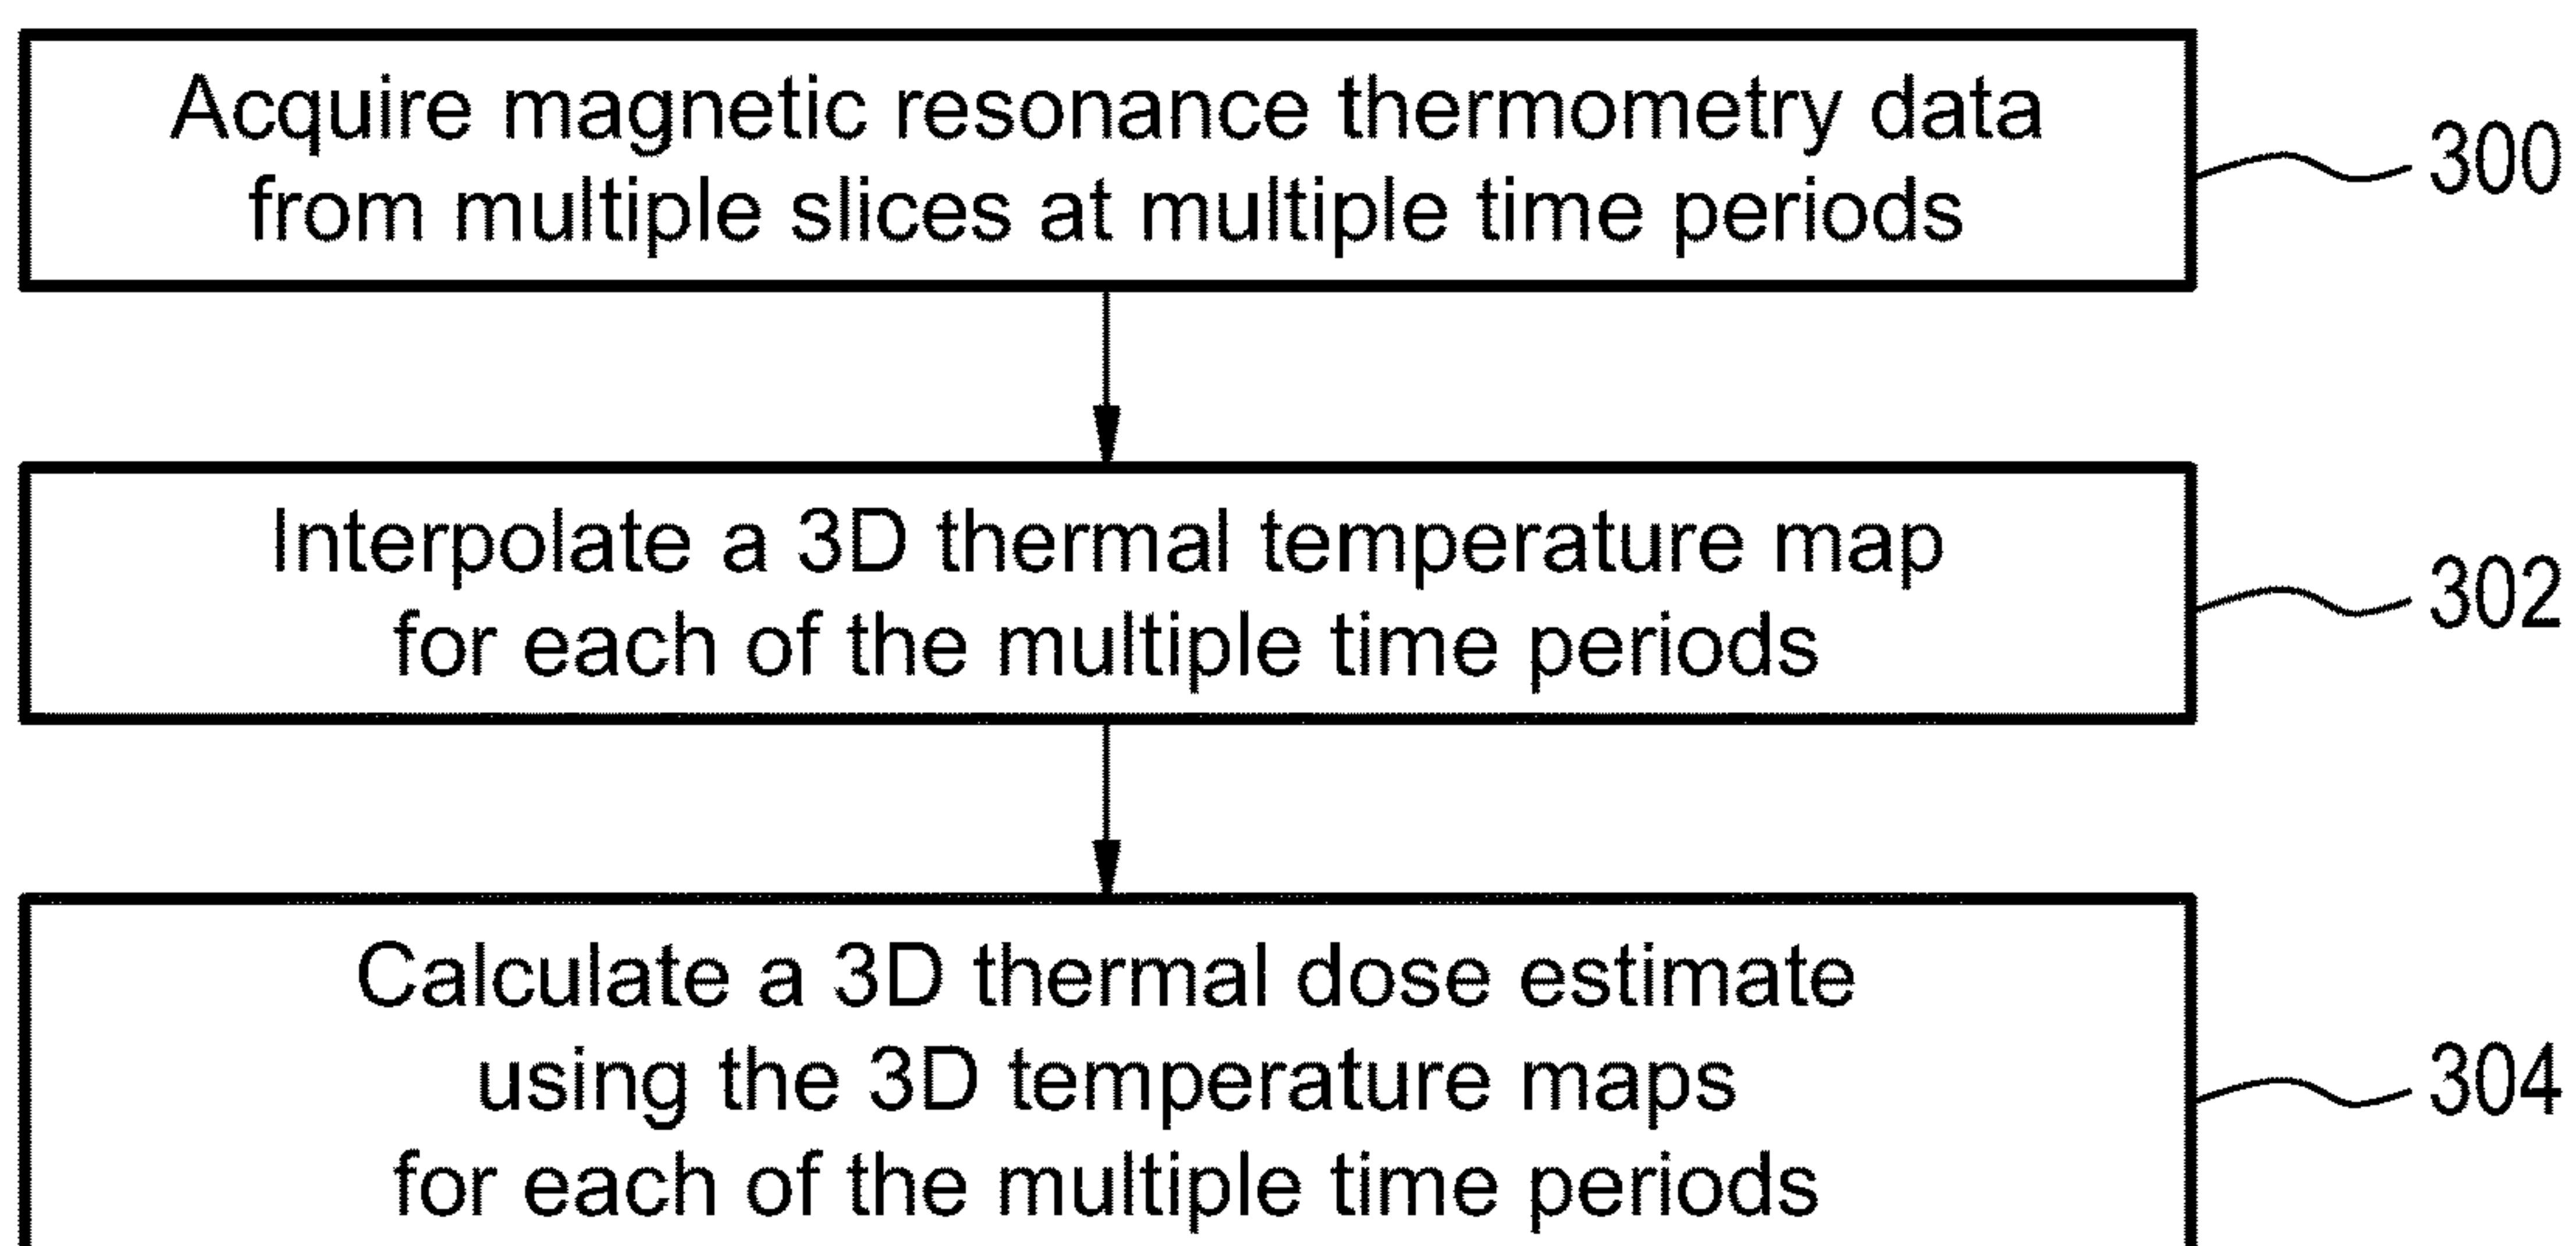 Acquire magnetic resonance thermometry data
from multiple slices at multiple time periods
300
Interpolate a 3D thermal temperature map
for each of the multiple time periods
302
Calculate a 3D thermal dose estimate
using the 3D temperature maps
for each of the multiple time periods
304